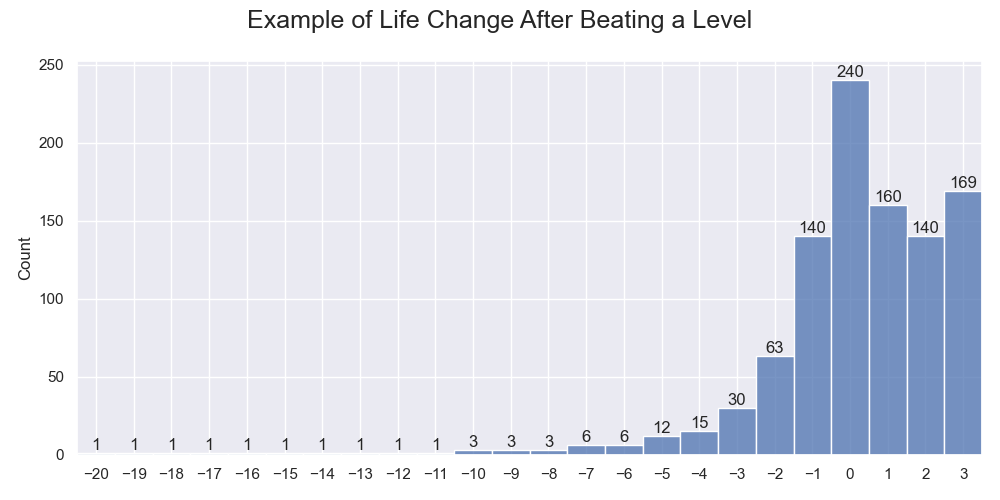 Example of Life Change After Beating a Level
250
200
150
100
50
0
Count
1 1 1 1 1 1 1 1 1 1 3 3 3 6 6 12 15 30 63 140 240 160 140 169
−20 −19 −18 −17 −16 −15 −14 −13 −12 −11 −10 −9 −8 −7 −6 −5 −4 −3 −2 −1 0 1 2 3